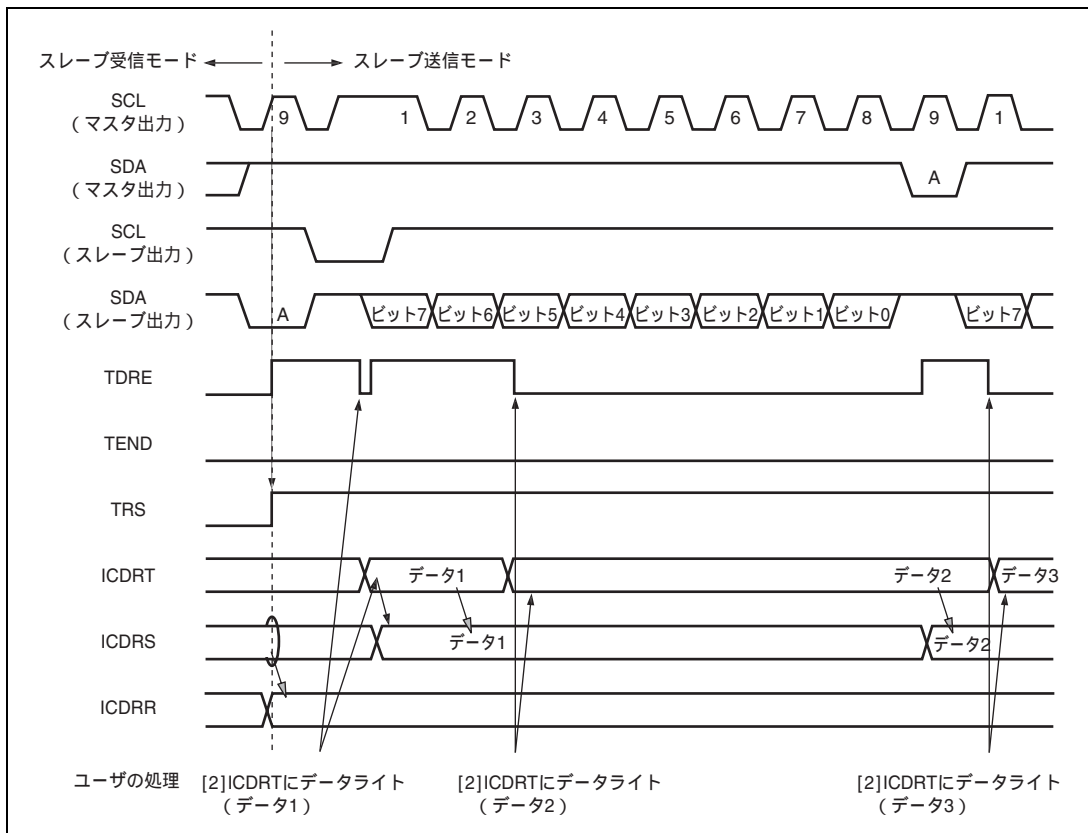 スレーブ受信モード スレーブ送信モード
SCL
(マスタ出力)
9 1 2 3 4 5 6 7 8 9 1
SDA
(マスタ出力)
A
SCL
(スレーブ出力)
SDA
(スレーブ出力)
A ビット7 ビット6 ビット5 ビット4 ビット3 ビット2 ビット1 ビット0 ビット7
TDRE
TEND
TRS
ICDRT
データ1 データ2 データ3
ICDRS
データ1 データ2
ICDRR
ユーザの処理 [2]ICDRTにデータライト [2]ICDRTにデータライト [2]ICDRTにデータライト
(データ1) (データ2) (データ3)